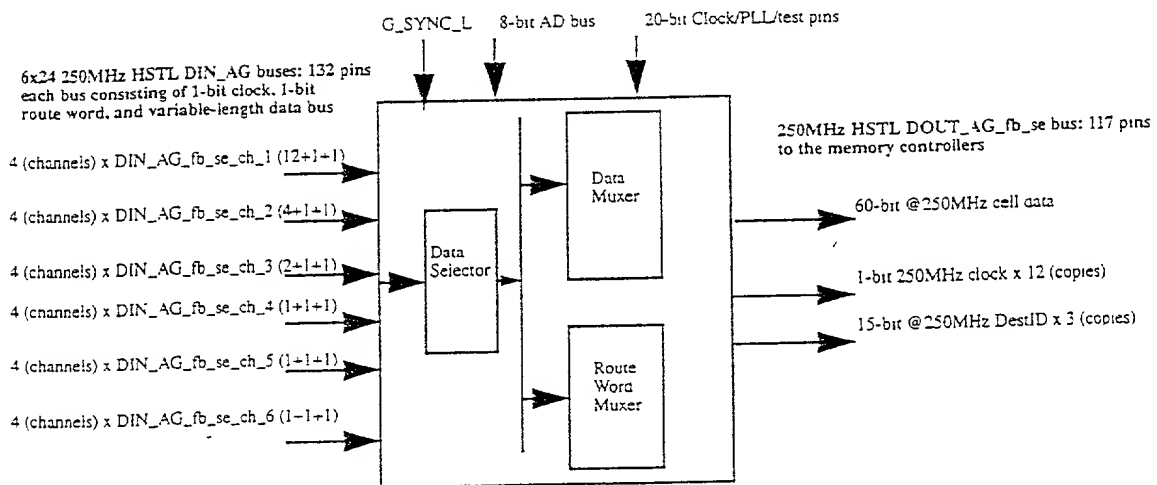 G_SYNC_L
8-bit AD bus
20-bit Clock/PLL/test pins
6x24 250MHz HSTL DIN_AG buses: 132 pins
each bus consisting of 1-bit clock, 1-bit
route word, and variable-length data bus
250MHz HSTL DOUT_AG_fb_se bus: 117 pins
to the memory controllers
4 (channels) x DIN_AG_fb_se_ch_1 (12+1+1)
4 (channels) x DIN_AG_fb_se_ch_2 (4+1+1)
4 (channels) x DIN_AG_fb_se_ch_3 (2+1+1)
4 (channels) x DIN_AG_fb_se_ch_4 (1+1+1)
4 (channels) x DIN_AG_fb_se_ch_5 (1+1+1)
4 (channels) x DIN_AG_fb_se_ch_6 (1+1+1)
Data
Selector
Data
Muxer
Route
Word
Muxer
60-bit @250MHz cell data
1-bit 250MHz clock x 12 (copies)
15-bit @250MHz DestID x 3 (copies)